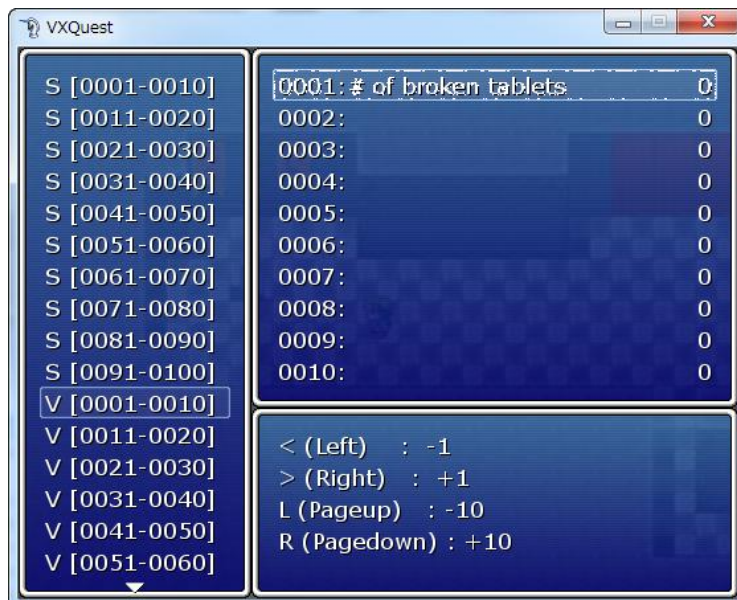 VXQuest
S [0001-0010]
S [0011-0020]
S [0021-0030]
S [0031-0040]
S [0041-0050]
S [0051-0060]
S [0061-0070]
S [0071-0080]
S [0081-0090]
S [0091-0100]
V [0001-0010]
V [0011-0020]
V [0021-0030]
V [0031-0040]
V [0041-0050]
V [0051-0060]
0001: # of broken tablets 0
0002: 0
0003: 0
0004: 0
0005: 0
0006: 0
0007: 0
0008: 0
0009: 0
0010: 0
< (Left) : -1
> (Right) : +1
L (Pageup) : -10
R (Pagedown) : +10